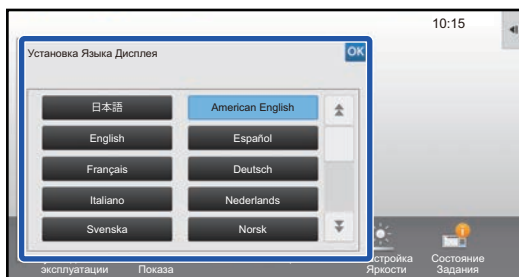 10:15
Установка Языка Дисплея
OK
日本語
American English
English
Español
Français
Deutsch
Italiano
Nederlands
Svenska
Norsk
эксплуатации
Показа
Яркости
Состояние
Задания